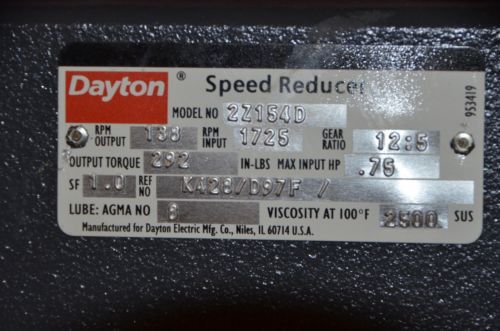 Dayton ® Speed Reducer
MODEL NO 2Z154D
RPM OUTPUT 138 RPM INPUT 1725 GEAR RATIO 12:5
OUTPUT TORQUE 292 IN-LBS MAX INPUT HP .75
SF 1.0 REF NO KA28/D97F /
LUBE: AGMA NO 8 VISCOSITY AT 100°F 2500 SUS
Manufactured for Dayton Electric Mfg. Co., Niles, IL 60714 U.S.A.
953419